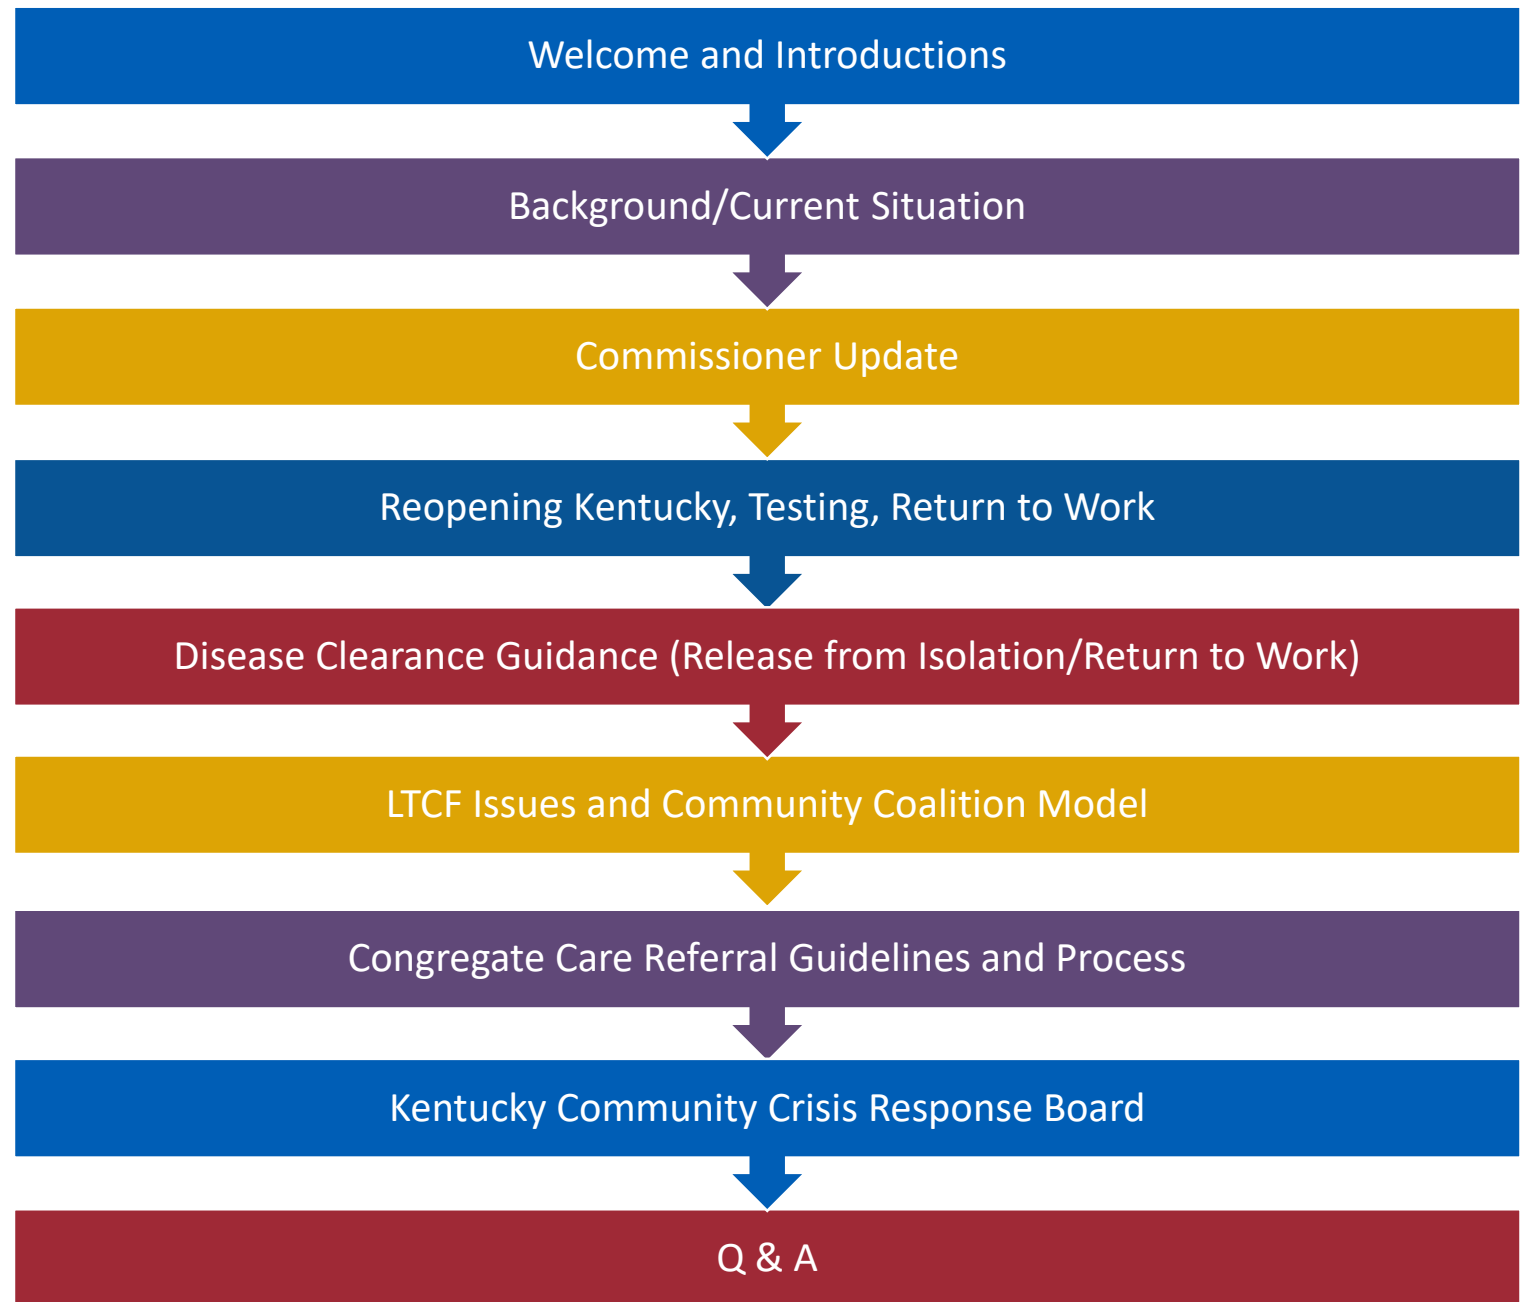 Welcome and Introductions
Background/Current Situation
Commissioner Update
Reopening Kentucky, Testing, Return to Work
Disease Clearance Guidance (Release from Isolation/Return to Work)
LTCF Issues and Community Coalition Model
Congregate Care Referral Guidelines and Process
Kentucky Community Crisis Response Board
Q & A